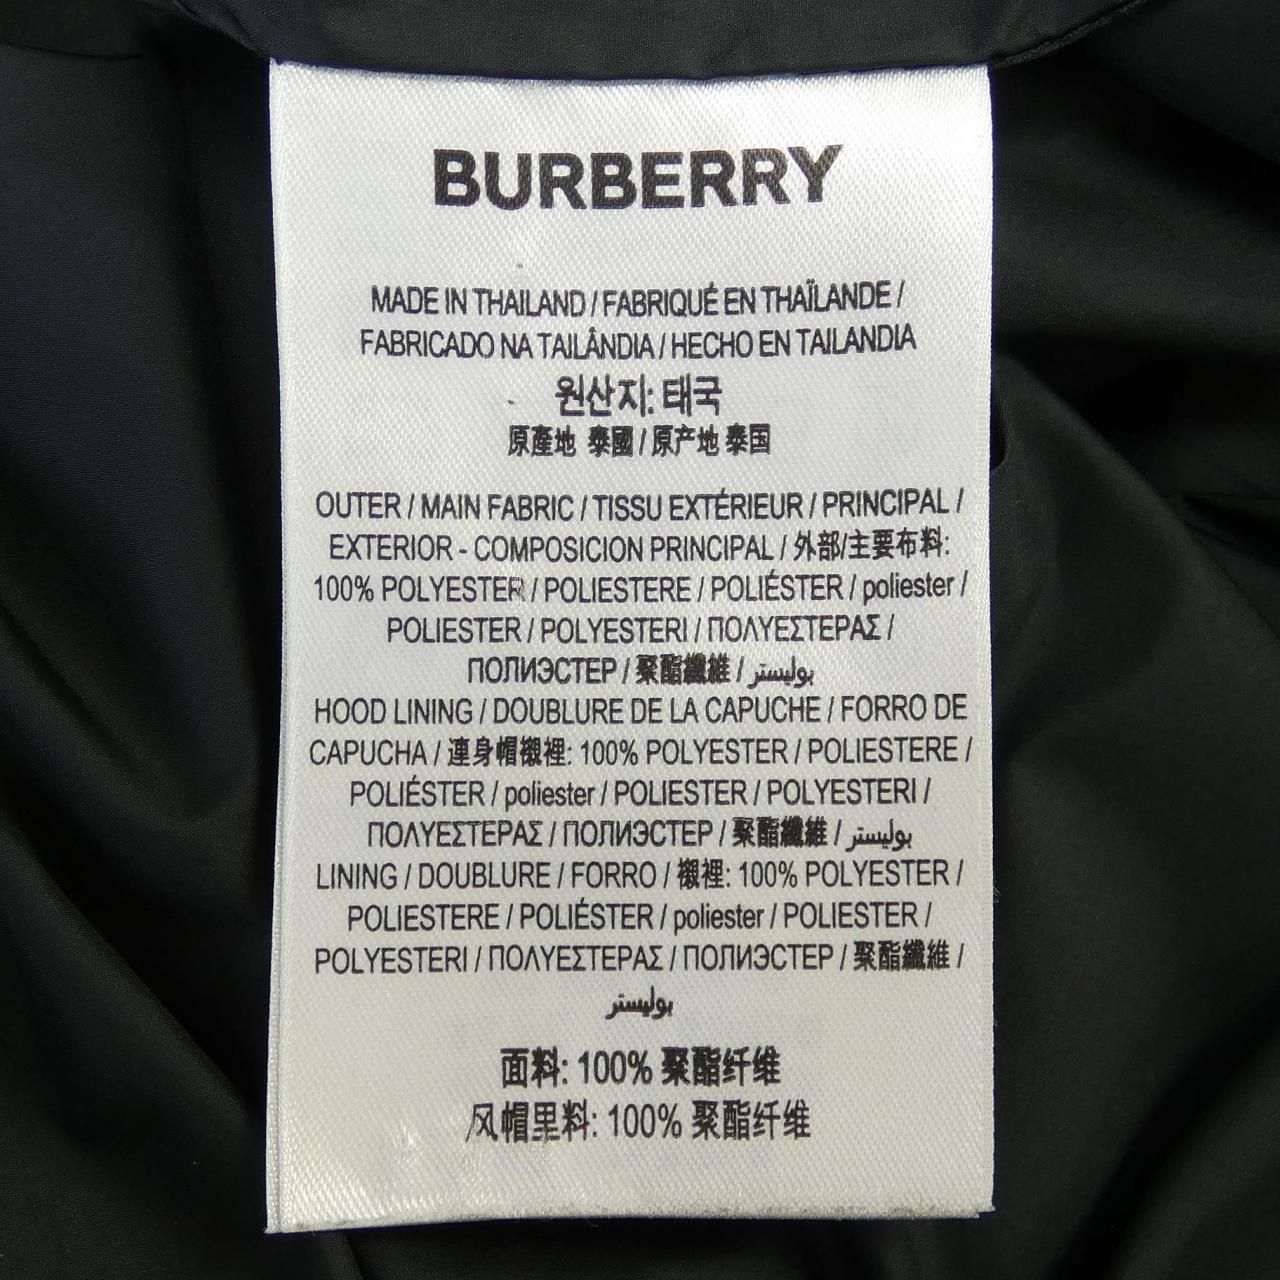 BURBERRY
MADE IN THAILAND / FABRIQUÉ EN THAÏLANDE /
FABRICADO NA TAILÂNDIA / HECHO EN TAILANDIA
원산지: 태국
原產地 泰國 / 原产地 泰国
OUTER / MAIN FABRIC / TISSU EXTÉRIEUR / PRINCIPAL /
EXTERIOR - COMPOSICION PRINCIPAL / 外部/主要布料:
100% POLYESTER / POLIESTERE / POLIÉSTER / poliester /
POLIESTER / POLYESTERI / ΠΟΛΥΕΣΤΕΡΑΣ /
ПОЛИЭСТЕР / 聚酯纖維 / بوليستر
HOOD LINING / DOUBLURE DE LA CAPUCHE / FORRO DE
CAPUCHA / 連身帽襯裡: 100% POLYESTER / POLIESTERE /
POLIÉSTER / poliester / POLIESTER / POLYESTERI /
ΠΟΛΥΕΣΤΕΡΑΣ / ПОЛИЭСТЕР / 聚酯纖維 / بوليستر
LINING / DOUBLURE / FORRO / 襯裡: 100% POLYESTER /
POLIESTERE / POLIÉSTER / poliester / POLIESTER /
POLYESTERI / ΠΟΛΥΕΣΤΕΡΑΣ / ПОЛИЭСТЕР / 聚酯纖維 /
بوليستر
面料: 100% 聚酯纤维
风帽里料: 100% 聚酯纤维